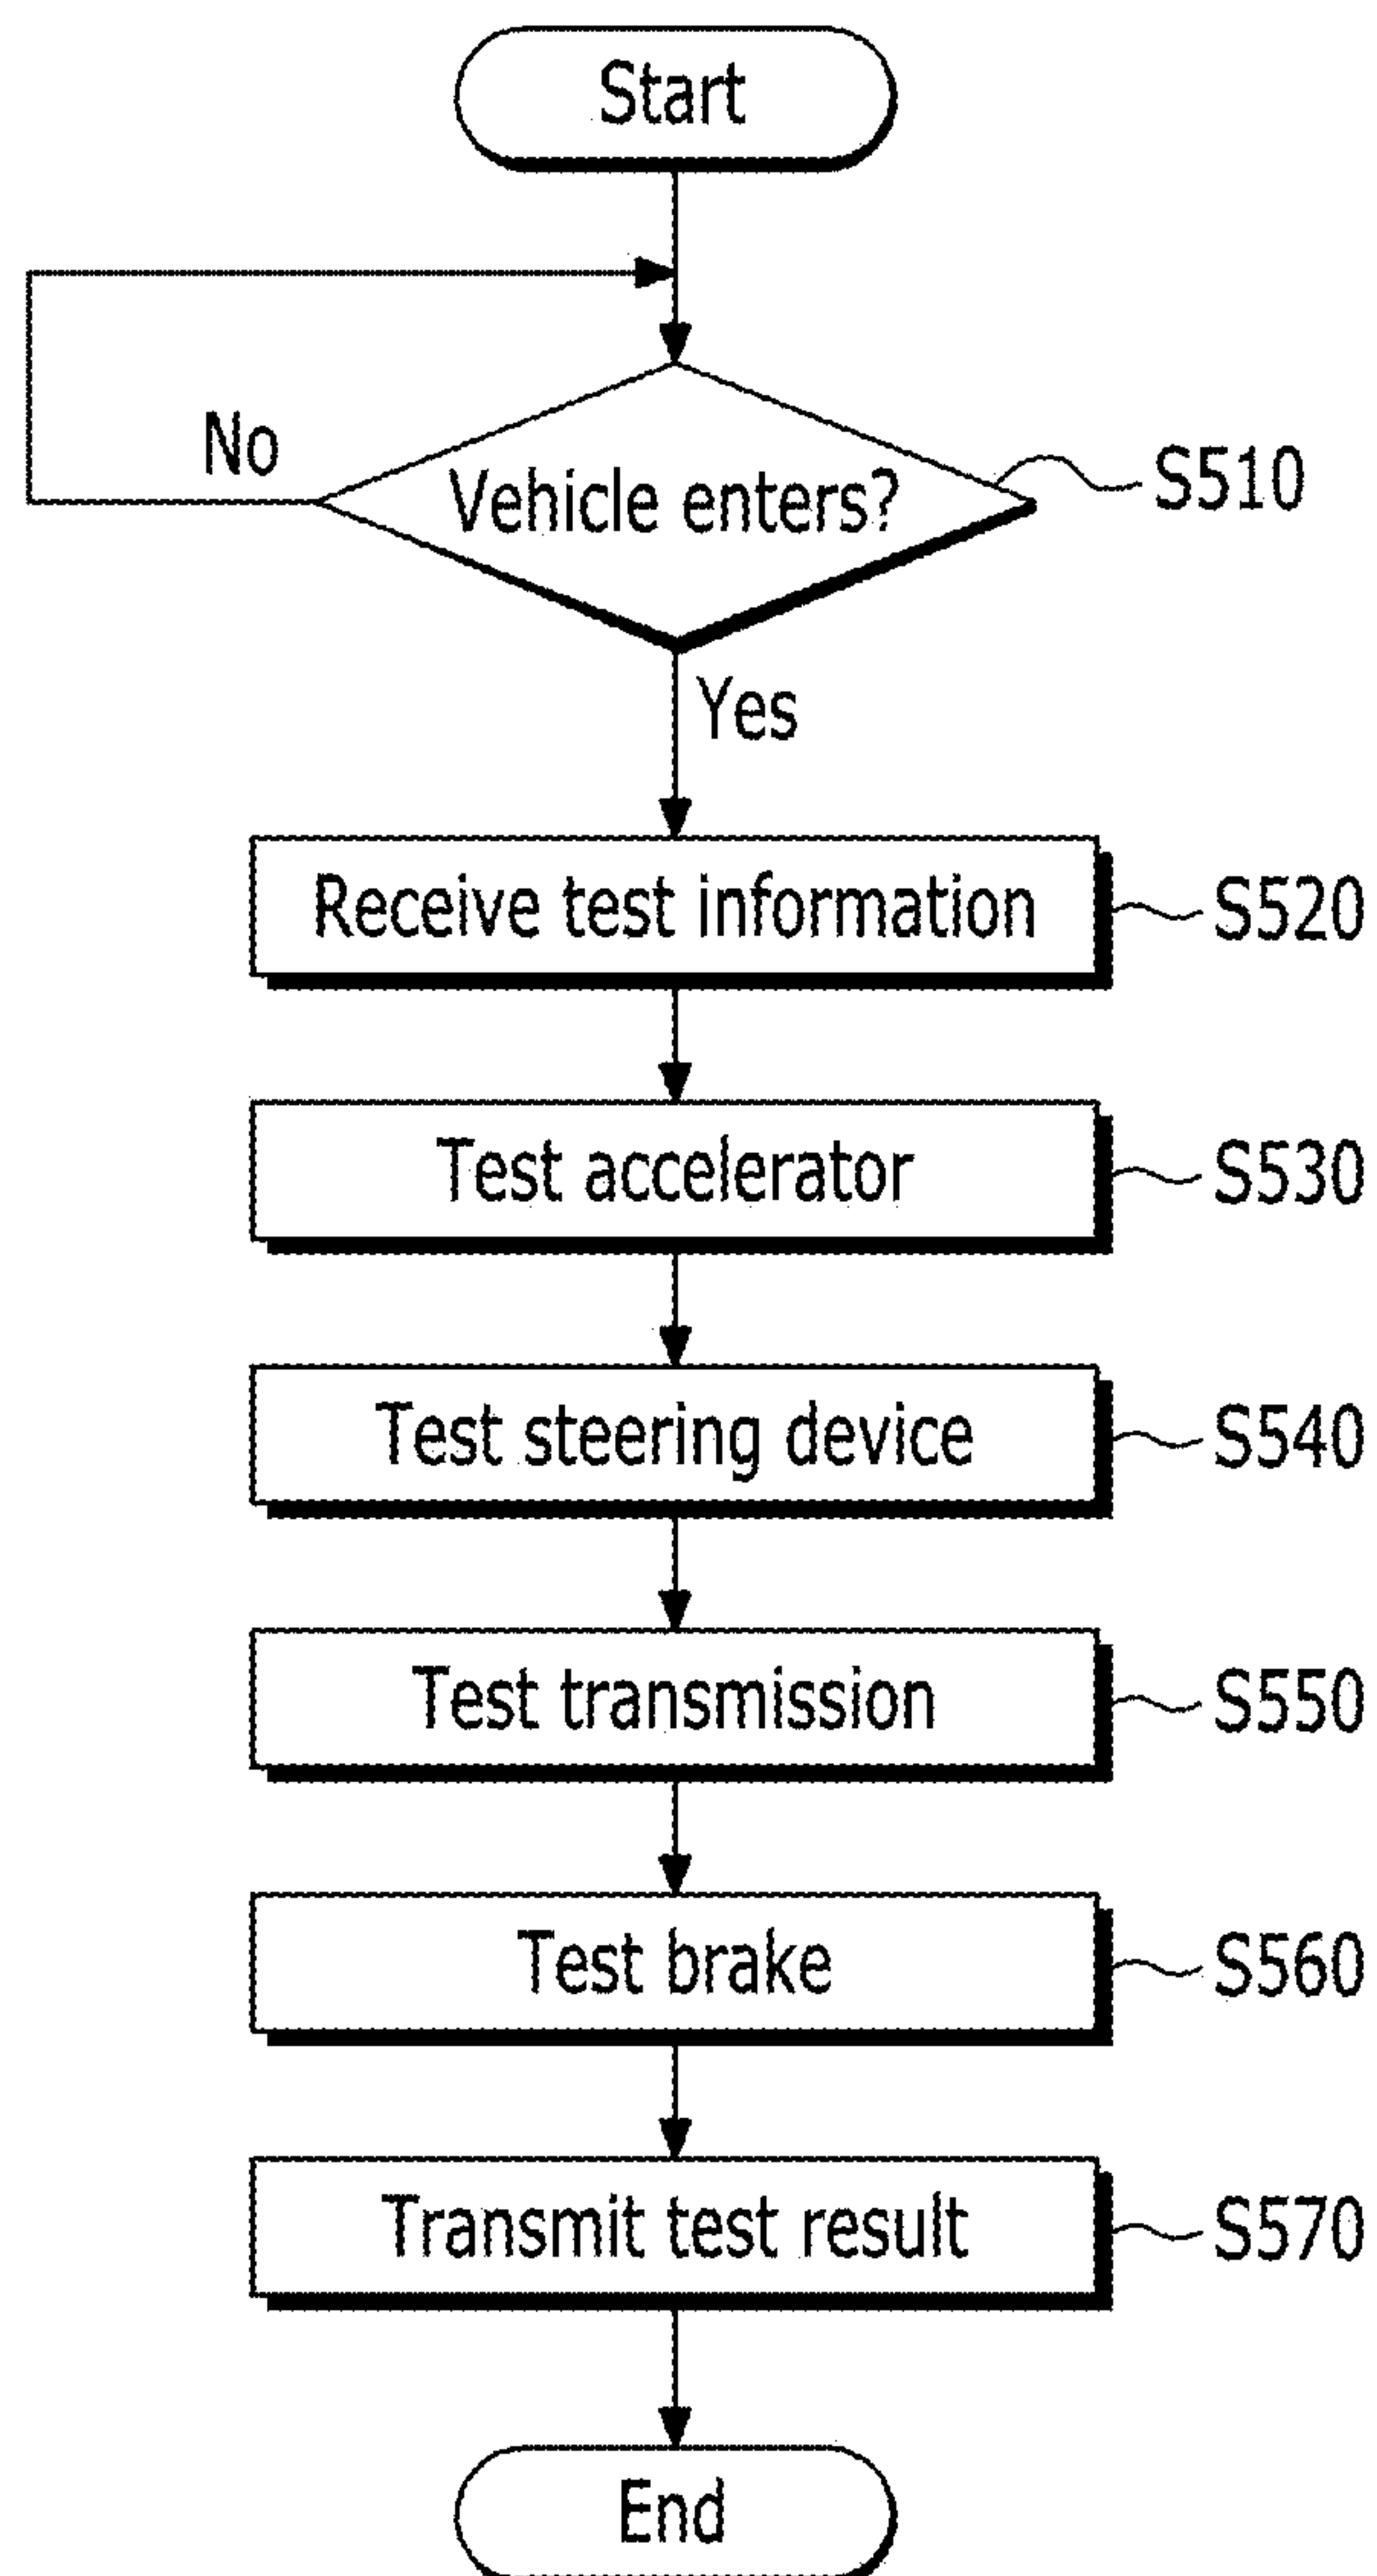 Start
No
Vehicle enters?
S510
Yes
Receive test information
S520
Test accelerator
S530
Test steering device
S540
Test transmission
S550
Test brake
S560
Transmit test result
S570
End